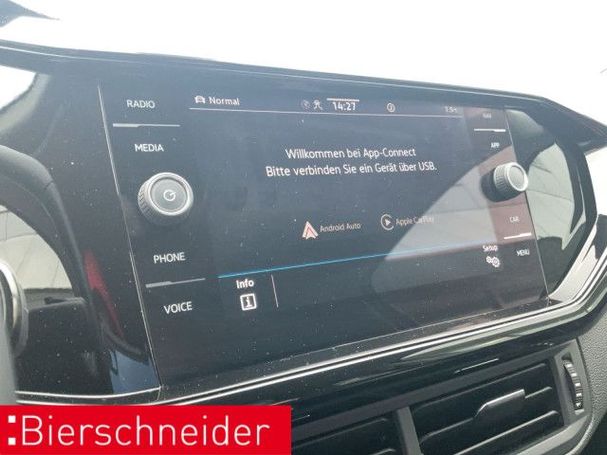 RADIO
MEDIA
PHONE
VOICE
Normal
14:27
Willkommen bei App-Connect
Bitte verbinden Sie ein Gerät über USB.
Android Auto
Apple CarPlay
Info
Setup
APP
CAR
MENU
Bierschneider